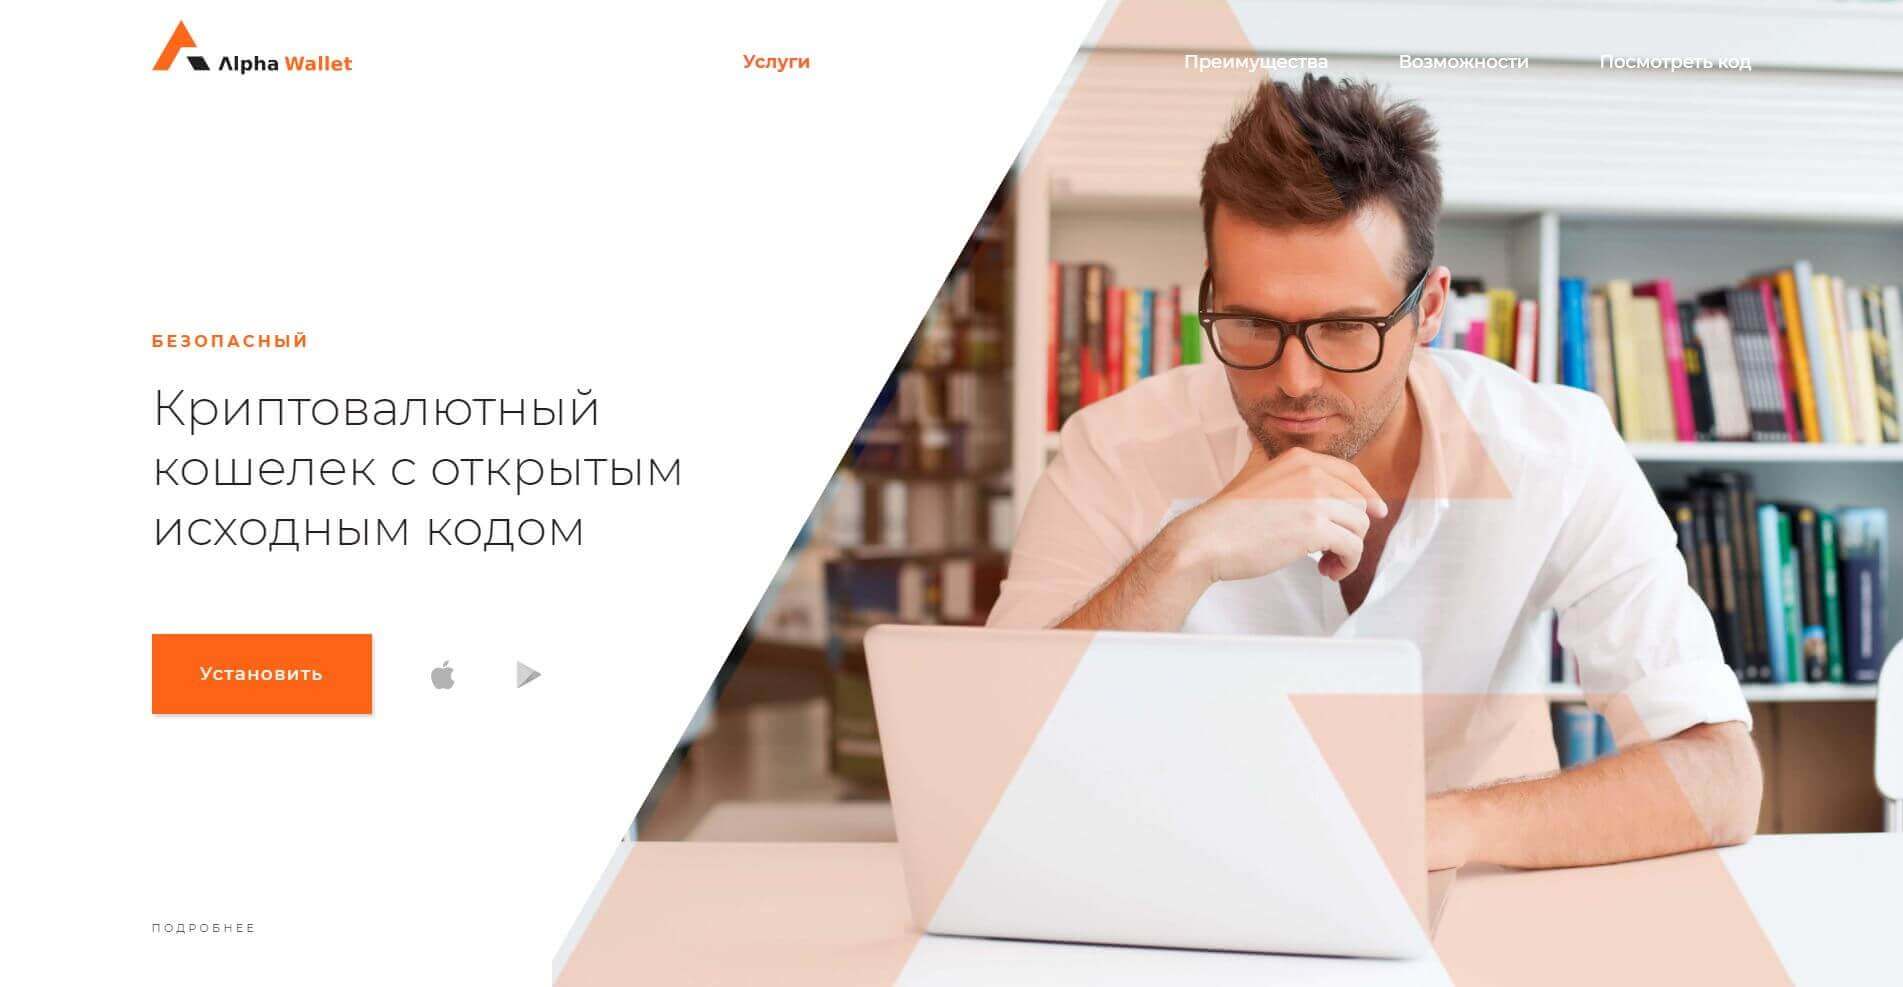 Alpha Wallet
Услуги
Преимущества
Возможности
Посмотреть код
БЕЗОПАСНЫЙ
Криптовалютный
кошелек с открытым
исходным кодом
Установить
ПОДРОБНЕЕ